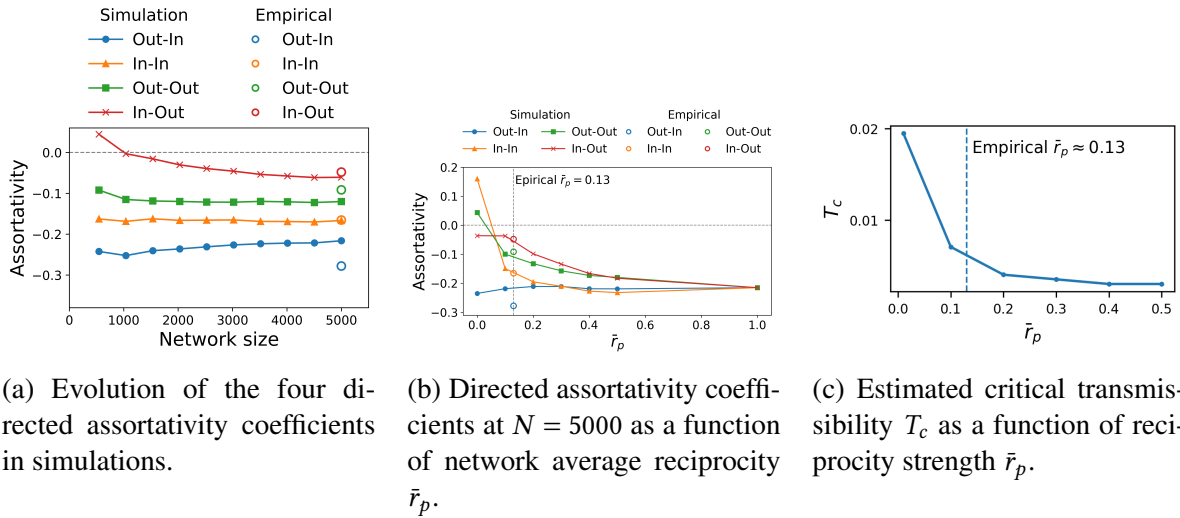 Simulation Empirical
Out-In Out-In
In-In In-In
Out-Out Out-Out
In-Out In-Out
0.0
−0.1
−0.2
−0.3
Assortativity
0 1000 2000 3000 4000 5000
Network size
Simulation Empirical
Out-In Out-Out Out-In Out-Out
In-In In-Out In-In In-Out
0.2
0.1
0.0
−0.1
−0.2
−0.3
Assortativity
Epirical r̄ₚ = 0.13
0.0 0.2 0.4 0.6 0.8 1.0
r̄ₚ
0.02
0.01
T_c
Empirical r̄ₚ ≈ 0.13
0.0 0.1 0.2 0.3 0.4 0.5
r̄ₚ
(a) Evolution of the four di-
rected assortativity coefficients
in simulations.
(b) Directed assortativity coeffi-
cients at N = 5000 as a function
of network average reciprocity
r̄ₚ.
(c) Estimated critical transmis-
sibility T_c as a function of reci-
procity strength r̄ₚ.